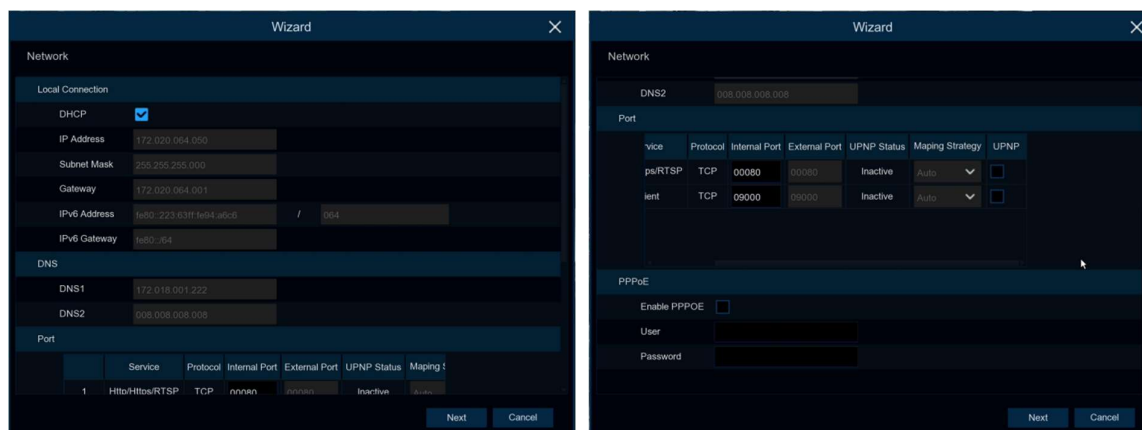 Wizard
Network
Local Connection
DHCP
IP Address 172.020.064.050
Subnet Mask 255.255.255.000
Gateway 172.020.064.001
IPv6 Address fe80::223:63ff:fe94:a6c6 / 064
IPv6 Gateway fe80::/64
DNS
DNS1 172.018.001.222
DNS2 008.008.008.008
Port
Service Protocol Internal Port External Port UPNP Status Maping S
1 Http/Https/RTSP TCP 00080 00080 Inactive Auto
Next Cancel
Wizard
Network
DNS2 008.008.008.008
Port
rvice Protocol Internal Port External Port UPNP Status Maping Strategy UPNP
ps/RTSP TCP 00080 00080 Inactive Auto
ient TCP 09000 09000 Inactive Auto
PPPoE
Enable PPPOE
User
Password
Next Cancel